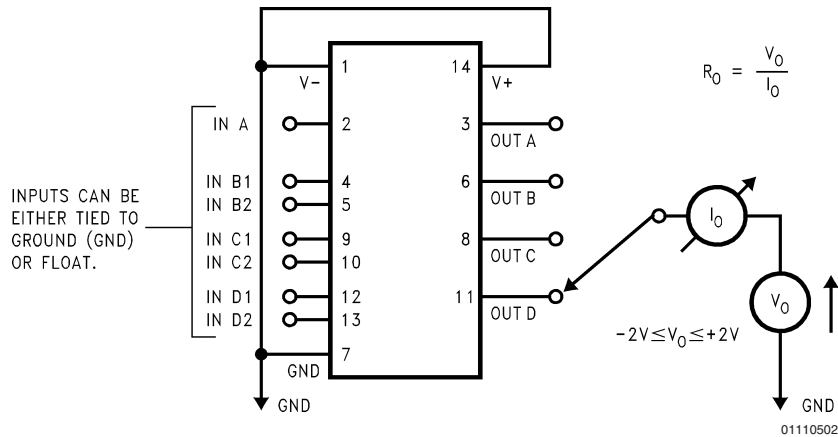 1
14
V-
V+
R_O = V_O / I_O
IN A
2
3
OUT A
IN B1
4
6
OUT B
IN B2
5
INPUTS CAN BE
EITHER TIED TO
GROUND (GND)
OR FLOAT.
IN C1
9
8
OUT C
IN C2
10
IN D1
12
11
OUT D
IN D2
13
7
GND
GND
I_O
V_O
-2V≤V_O≤+2V
GND
01110502